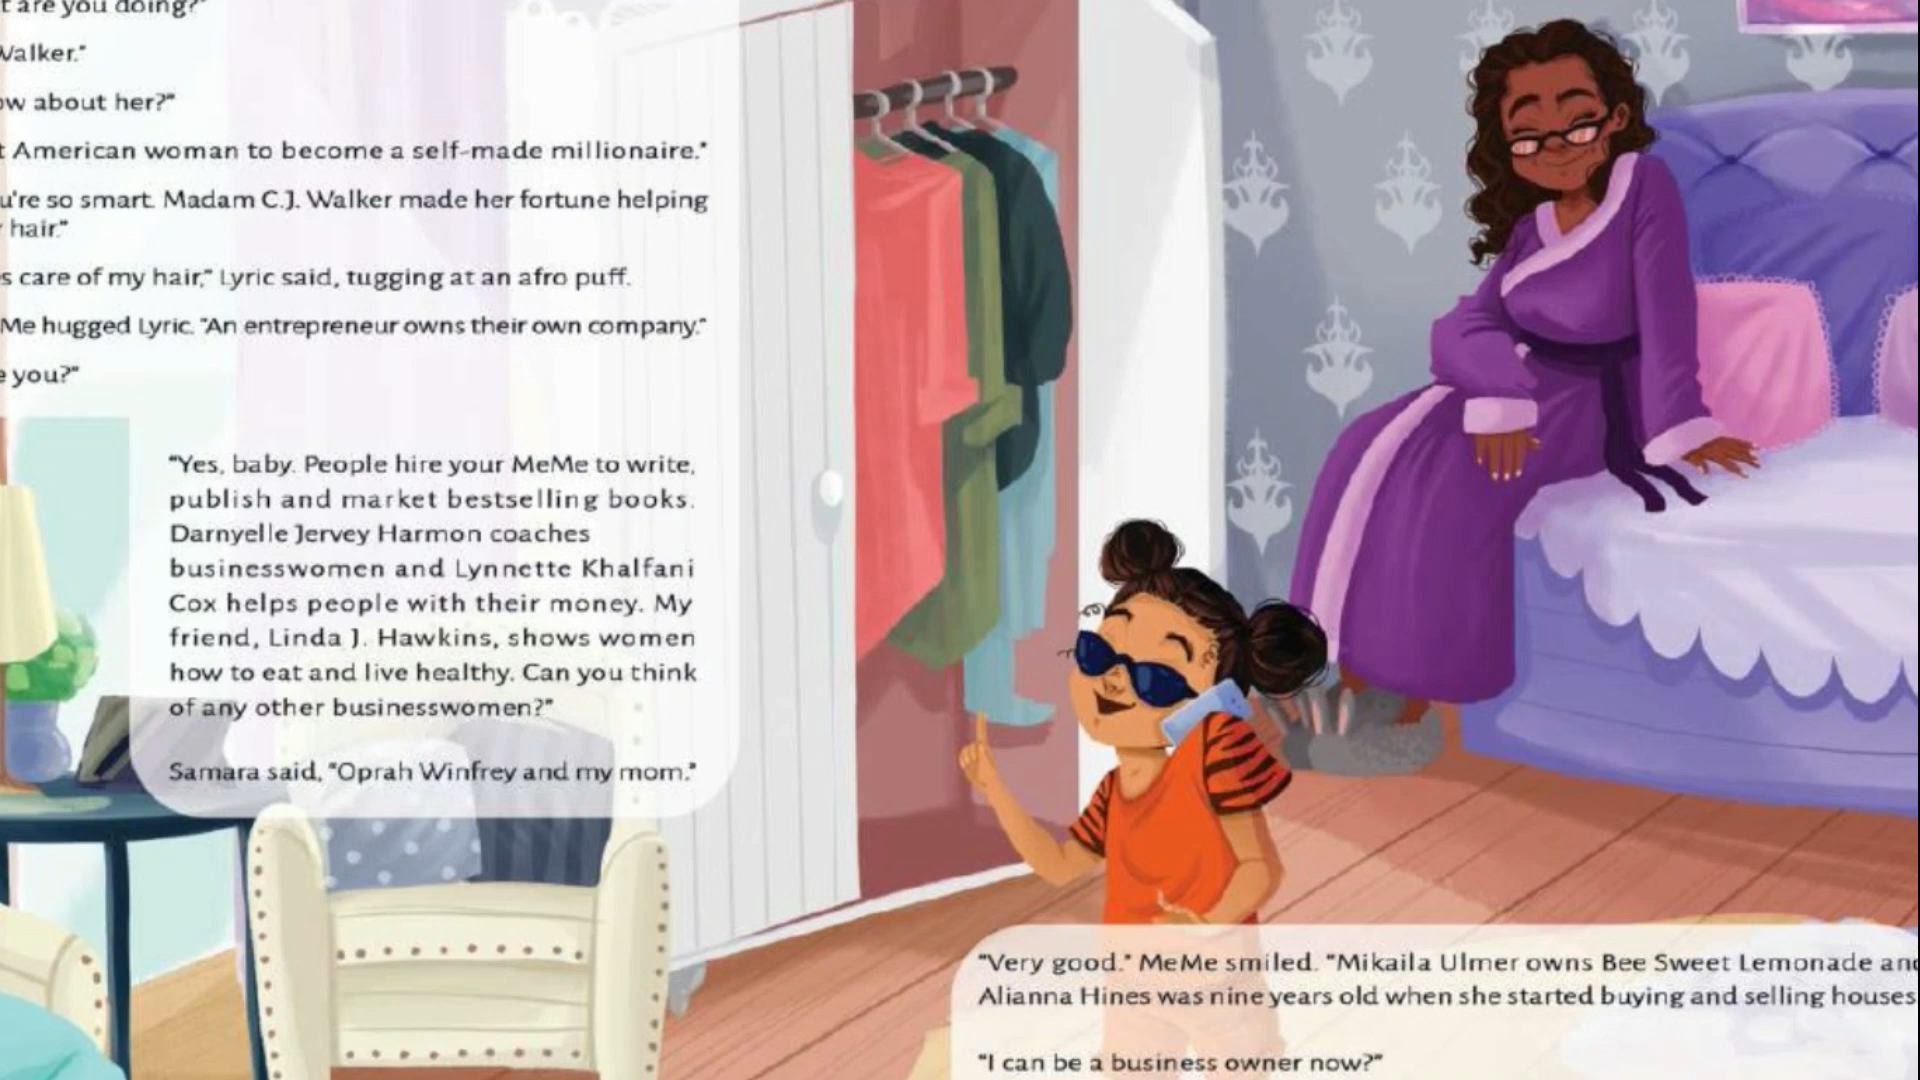 t are you doing?"
Walker."
ow about her?"
t American woman to become a self-made millionaire."
u're so smart. Madam C.J. Walker made her fortune helping
hair."
s care of my hair," Lyric said, tugging at an afro puff.
Me hugged Lyric. "An entrepreneur owns their own company."
e you?"
"Yes, baby. People hire your MeMe to write,
publish and market bestselling books.
Darnyelle Jervey Harmon coaches
businesswomen and Lynnette Khalfani
Cox helps people with their money. My
friend, Linda J. Hawkins, shows women
how to eat and live healthy. Can you think
of any other businesswomen?"
Samara said, "Oprah Winfrey and my mom."
"Very good." MeMe smiled. "Mikaila Ulmer owns Bee Sweet Lemonade and
Alianna Hines was nine years old when she started buying and selling houses
"I can be a business owner now?"